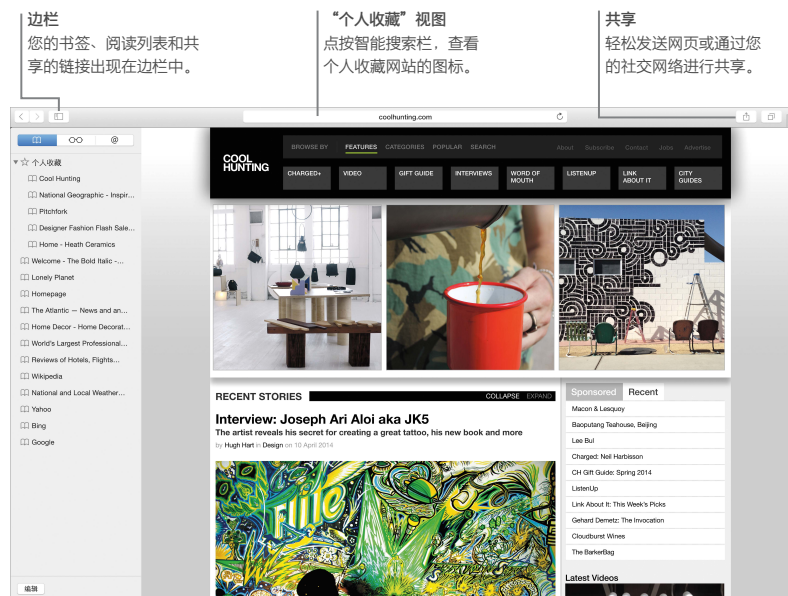 边栏
您的书签、阅读列表和共
享的链接出现在边栏中。
“个人收藏”视图
点按智能搜索栏，查看
个人收藏网站的图标。
共享
轻松发送网页或通过您
的社交网络进行共享。
coolhunting.com
@
个人收藏
Cool Hunting
National Geographic - Inspir...
Pitchfork
Designer Fashion Flash Sale...
Home - Heath Ceramics
Welcome - The Bold Italic -...
Lonely Planet
Homepage
The Atlantic — News and an...
Home Decor - Home Decorat...
World's Largest Professional...
Reviews of Hotels, Flights...
Wikipedia
National and Local Weather...
Yahoo
Bing
Google
编辑
COOL
HUNTING
BROWSE BY FEATURES CATEGORIES POPULAR SEARCH
About Subscribe Contact Jobs Advertise
CHARGED+
VIDEO
GIFT GUIDE
INTERVIEWS
WORD OF
MOUTH
LISTENUP
LINK
ABOUT IT
CITY
GUIDES
RECENT STORIES
COLLAPSE EXPAND
Interview: Joseph Ari Aloi aka JK5
The artist reveals his secret for creating a great tattoo, his new book and more
by Hugh Hart in Design on 10 April 2014
Sponsored Recent
Macon & Lesquoy
Baoputang Teahouse, Beijing
Lee Bul
Charged: Neil Harbisson
CH Gift Guide: Spring 2014
ListenUp
Link About It: This Week's Picks
Gehard Demetz: The Invocation
Cloudburst Wines
The BarkerBag
Latest Videos